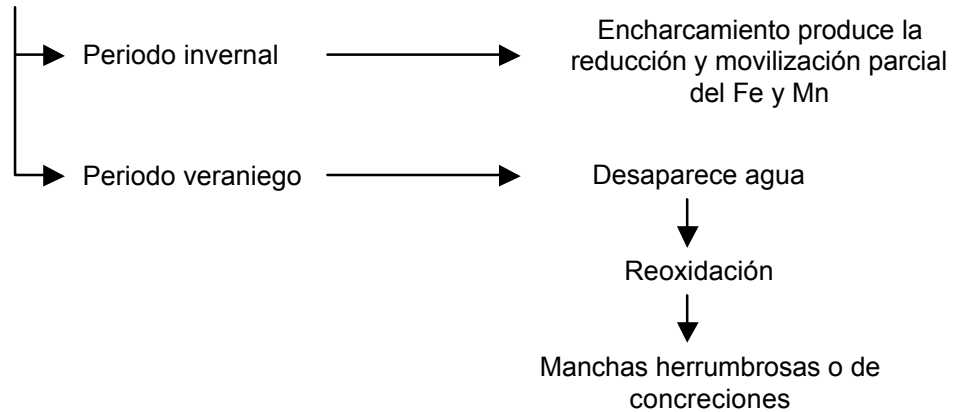 Periodo invernal
Encharcamiento produce la
reducción y movilización parcial
del Fe y Mn
Periodo veraniego
Desaparece agua
Reoxidación
Manchas herrumbrosas o de
concreciones